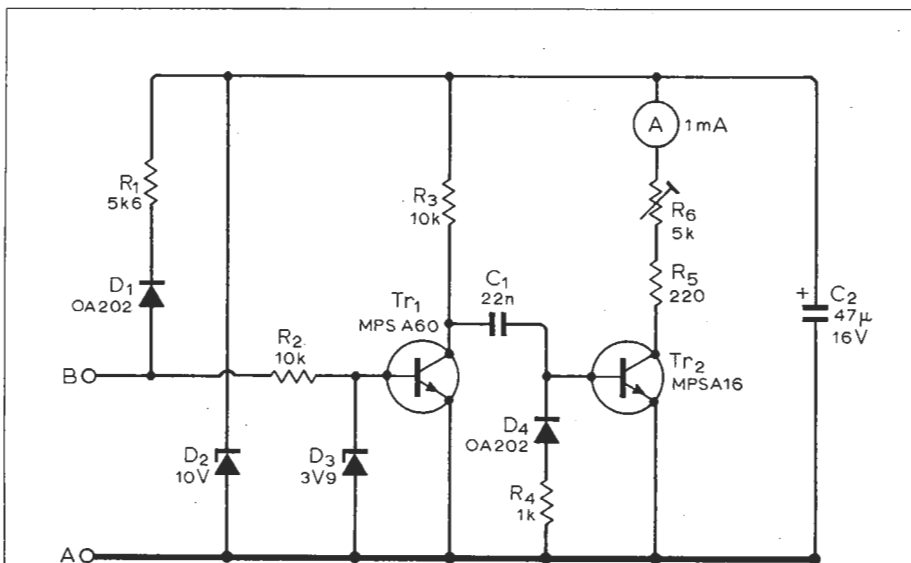 A 1mA
R1
5k6
R3
10k
R6
5k
D1
OA202
C1
22n
R5
220
+ C2
47μ
16V
Tr1
MPS A60
R2
10k
B
Tr2
MPSA16
D4
OA202
D2
10V
D3
3V9
R4
1k
A